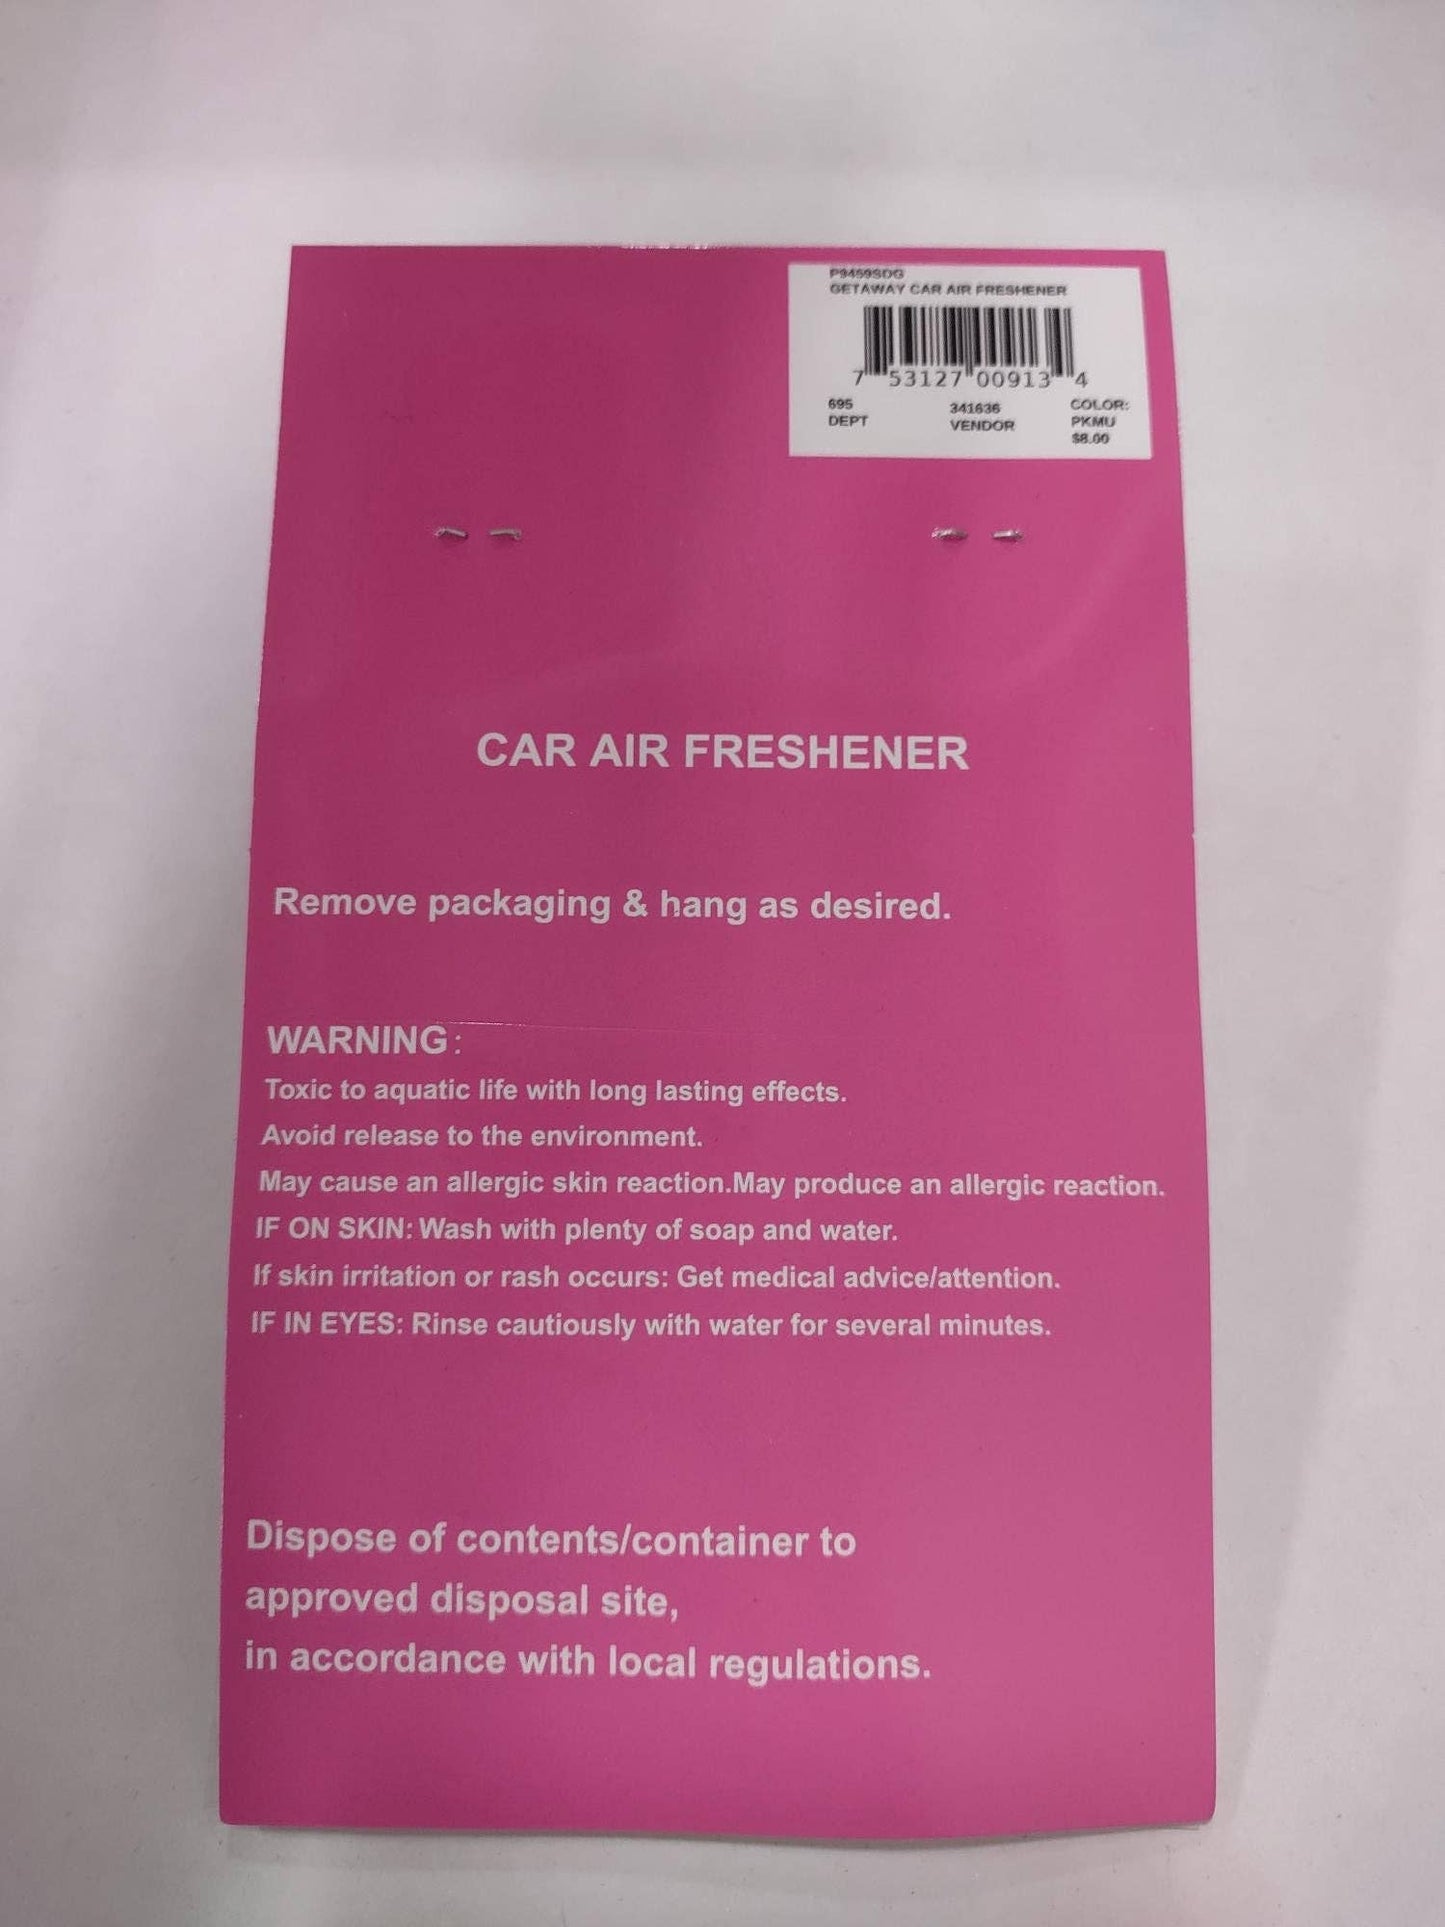 P9459SDG
GETAWAY CAR AIR FRESHENER
7 53127 00913 4
695 341636 COLOR:
DEPT VENDOR PKMU
$8.00
CAR AIR FRESHENER
Remove packaging & hang as desired.
WARNING:
Toxic to aquatic life with long lasting effects.
Avoid release to the environment.
May cause an allergic skin reaction.May produce an allergic reaction.
IF ON SKIN: Wash with plenty of soap and water.
If skin irritation or rash occurs: Get medical advice/attention.
IF IN EYES: Rinse cautiously with water for several minutes.
Dispose of contents/container to
approved disposal site,
in accordance with local regulations.